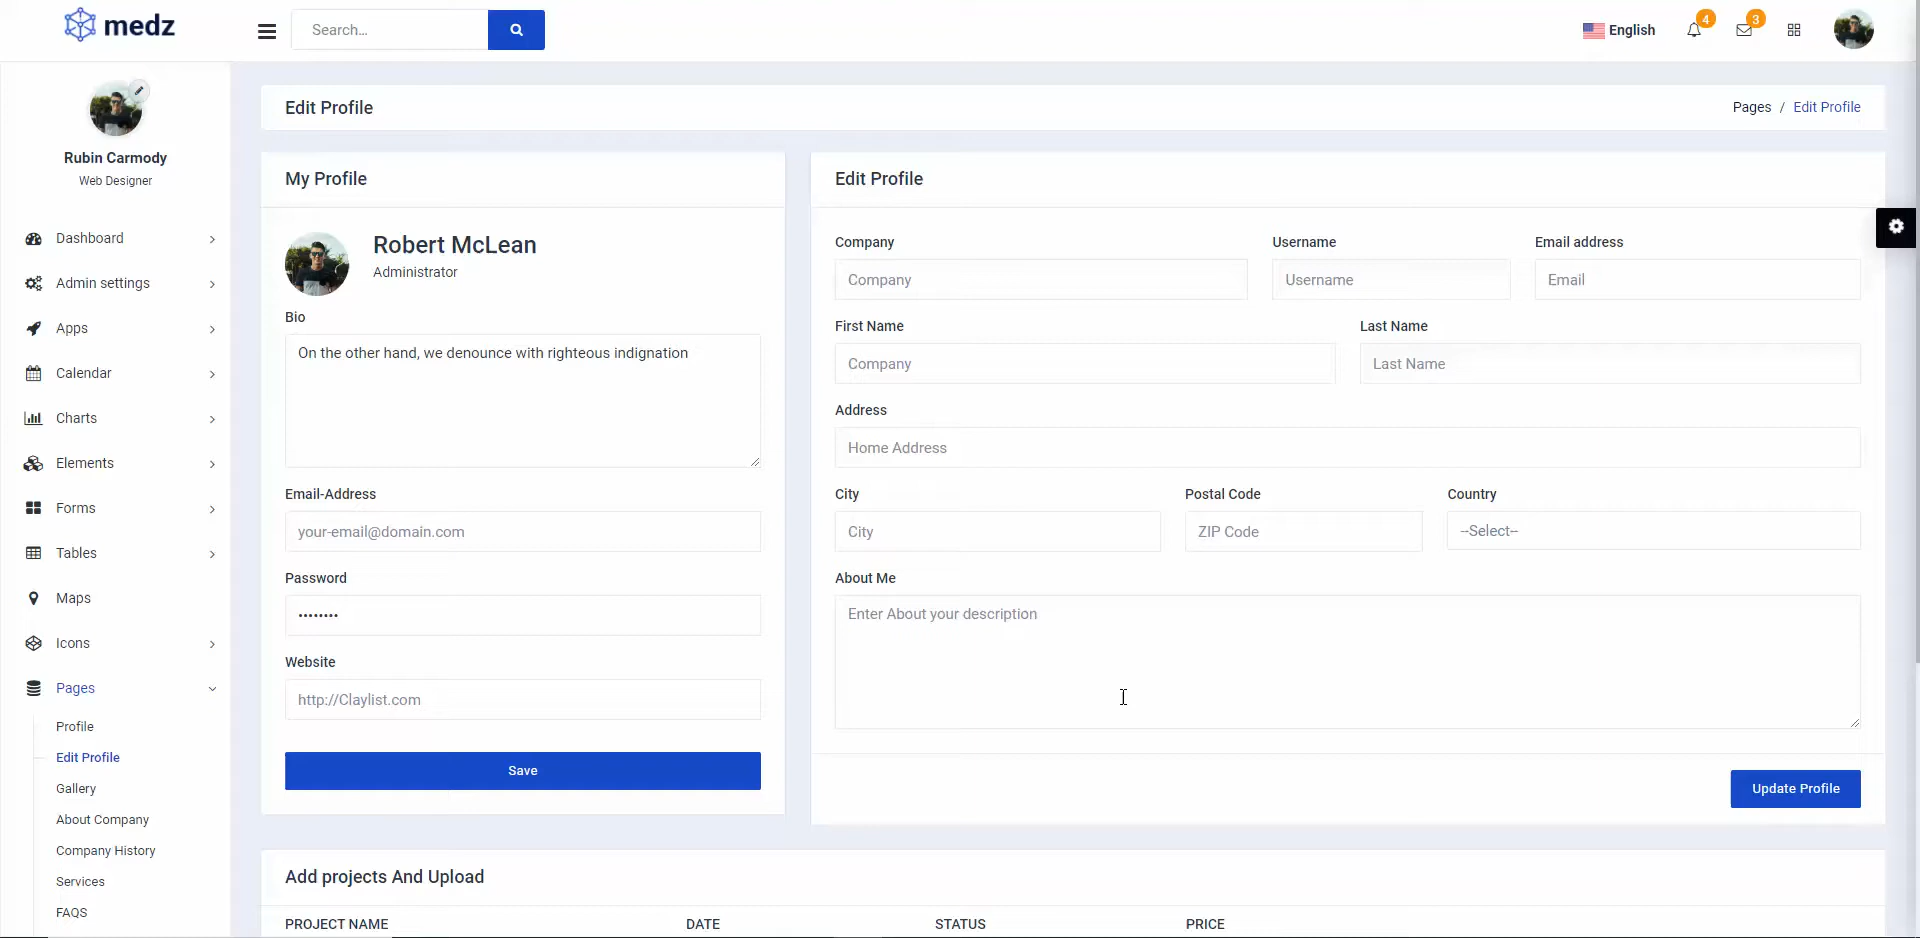 medz
Search...
English
4
3
Rubin Carmody
Web Designer
Dashboard
Admin settings
Apps
Calendar
Charts
Elements
Forms
Tables
Maps
Icons
Pages
Profile
Edit Profile
Gallery
About Company
Company History
Services
FAQS
Edit Profile
Pages / Edit Profile
My Profile
Robert McLean
Administrator
Bio
On the other hand, we denounce with righteous indignation
Email-Address
your-email@domain.com
Password
••••••••
Website
http://Claylist.com
Save
Edit Profile
Company Username Email address
Company Username Email
First Name Last Name
Company Last Name
Address
Home Address
City Postal Code Country
City ZIP Code --Select--
About Me
Enter About your description
Update Profile
Add projects And Upload
PROJECT NAME DATE STATUS PRICE